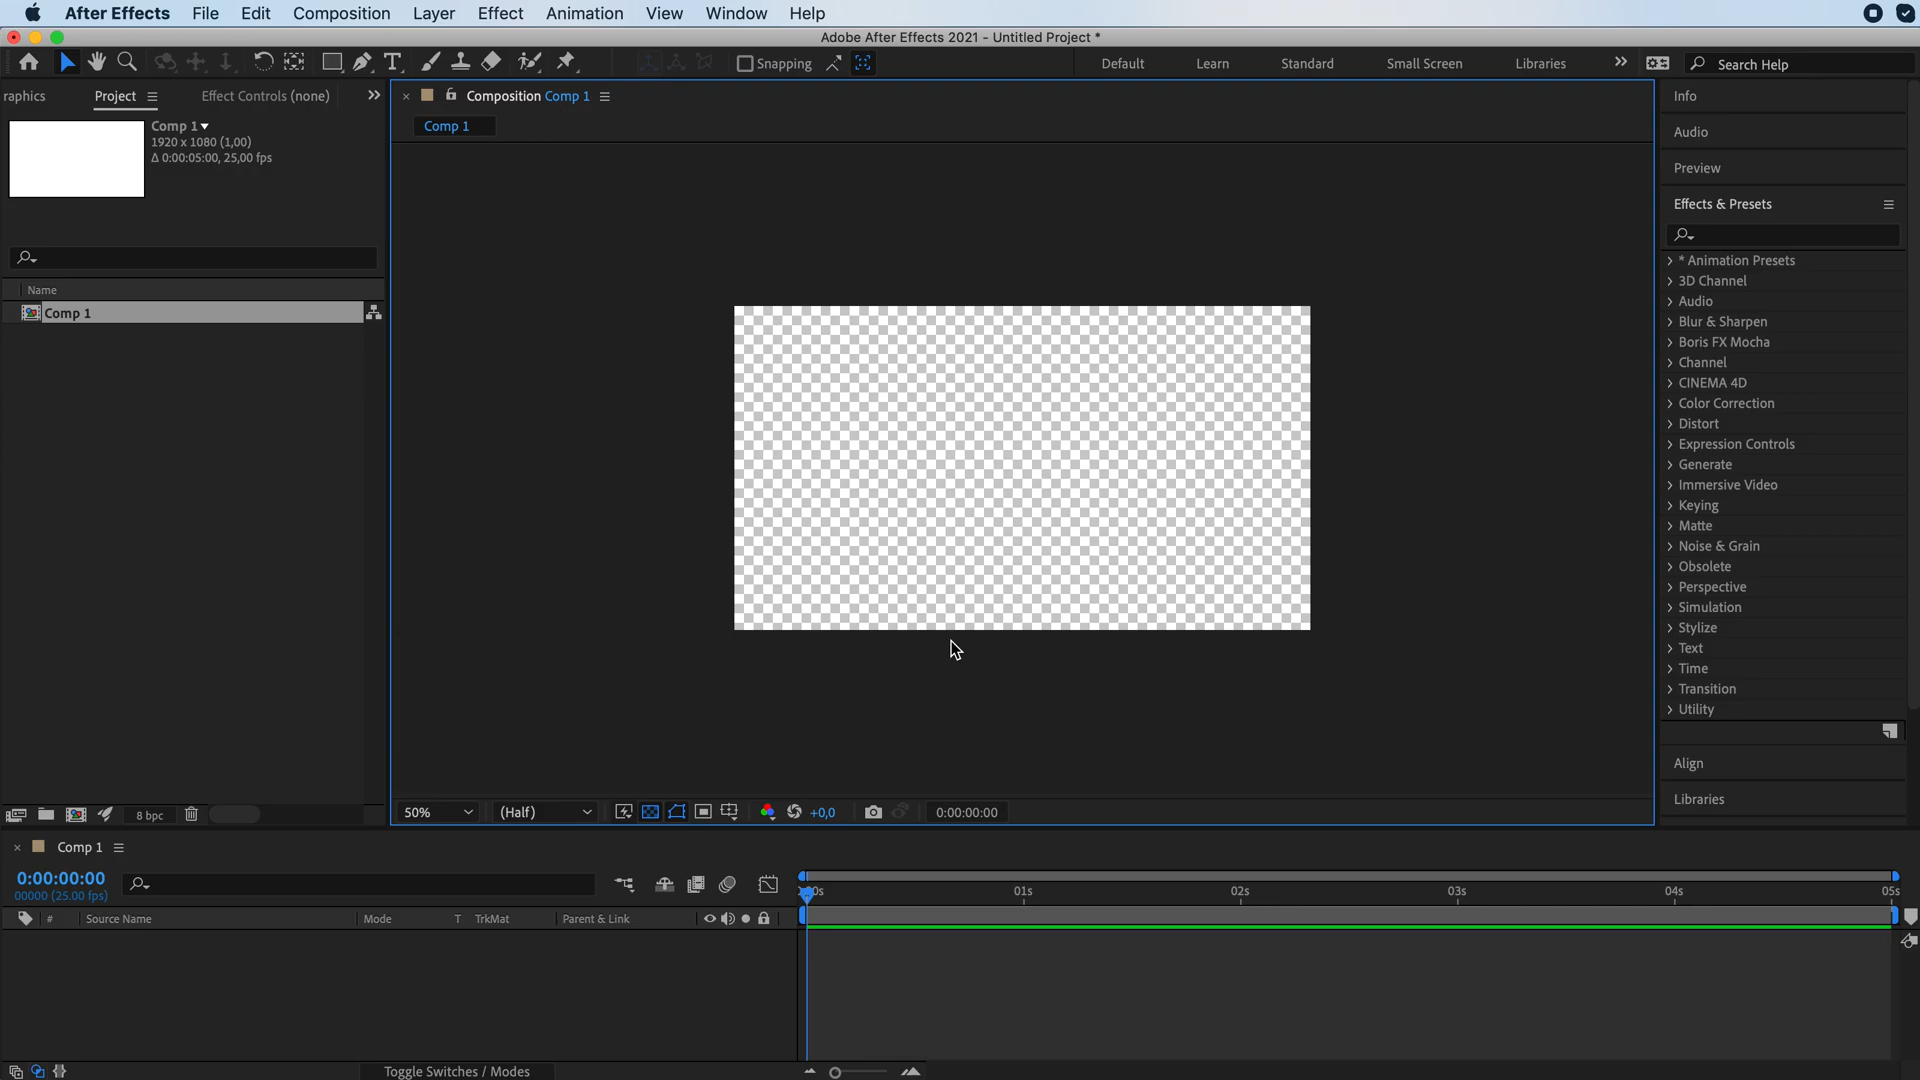 After Effects File Edit Composition Layer Effect Animation View Window Help
Adobe After Effects 2021 - Untitled Project *
Snapping Default Learn Standard Small Screen Libraries Search Help
raphics Project Effect Controls (none)
Composition Comp 1
Comp 1
Comp 1
1920 x 1080 (1,00)
Δ 0:00:05:00, 25,00 fps
Name
Comp 1
8 bpc
50% (Half) +0,0 0:00:00:00
Info
Audio
Preview
Effects & Presets
* Animation Presets
3D Channel
Audio
Blur & Sharpen
Boris FX Mocha
Channel
CINEMA 4D
Color Correction
Distort
Expression Controls
Generate
Immersive Video
Keying
Matte
Noise & Grain
Obsolete
Perspective
Simulation
Stylize
Text
Time
Transition
Utility
Align
Libraries
Comp 1
0:00:00:00
00000 (25.00 fps)
01s 02s 03s 04s 05s
# Source Name Mode T TrkMat Parent & Link
Toggle Switches / Modes